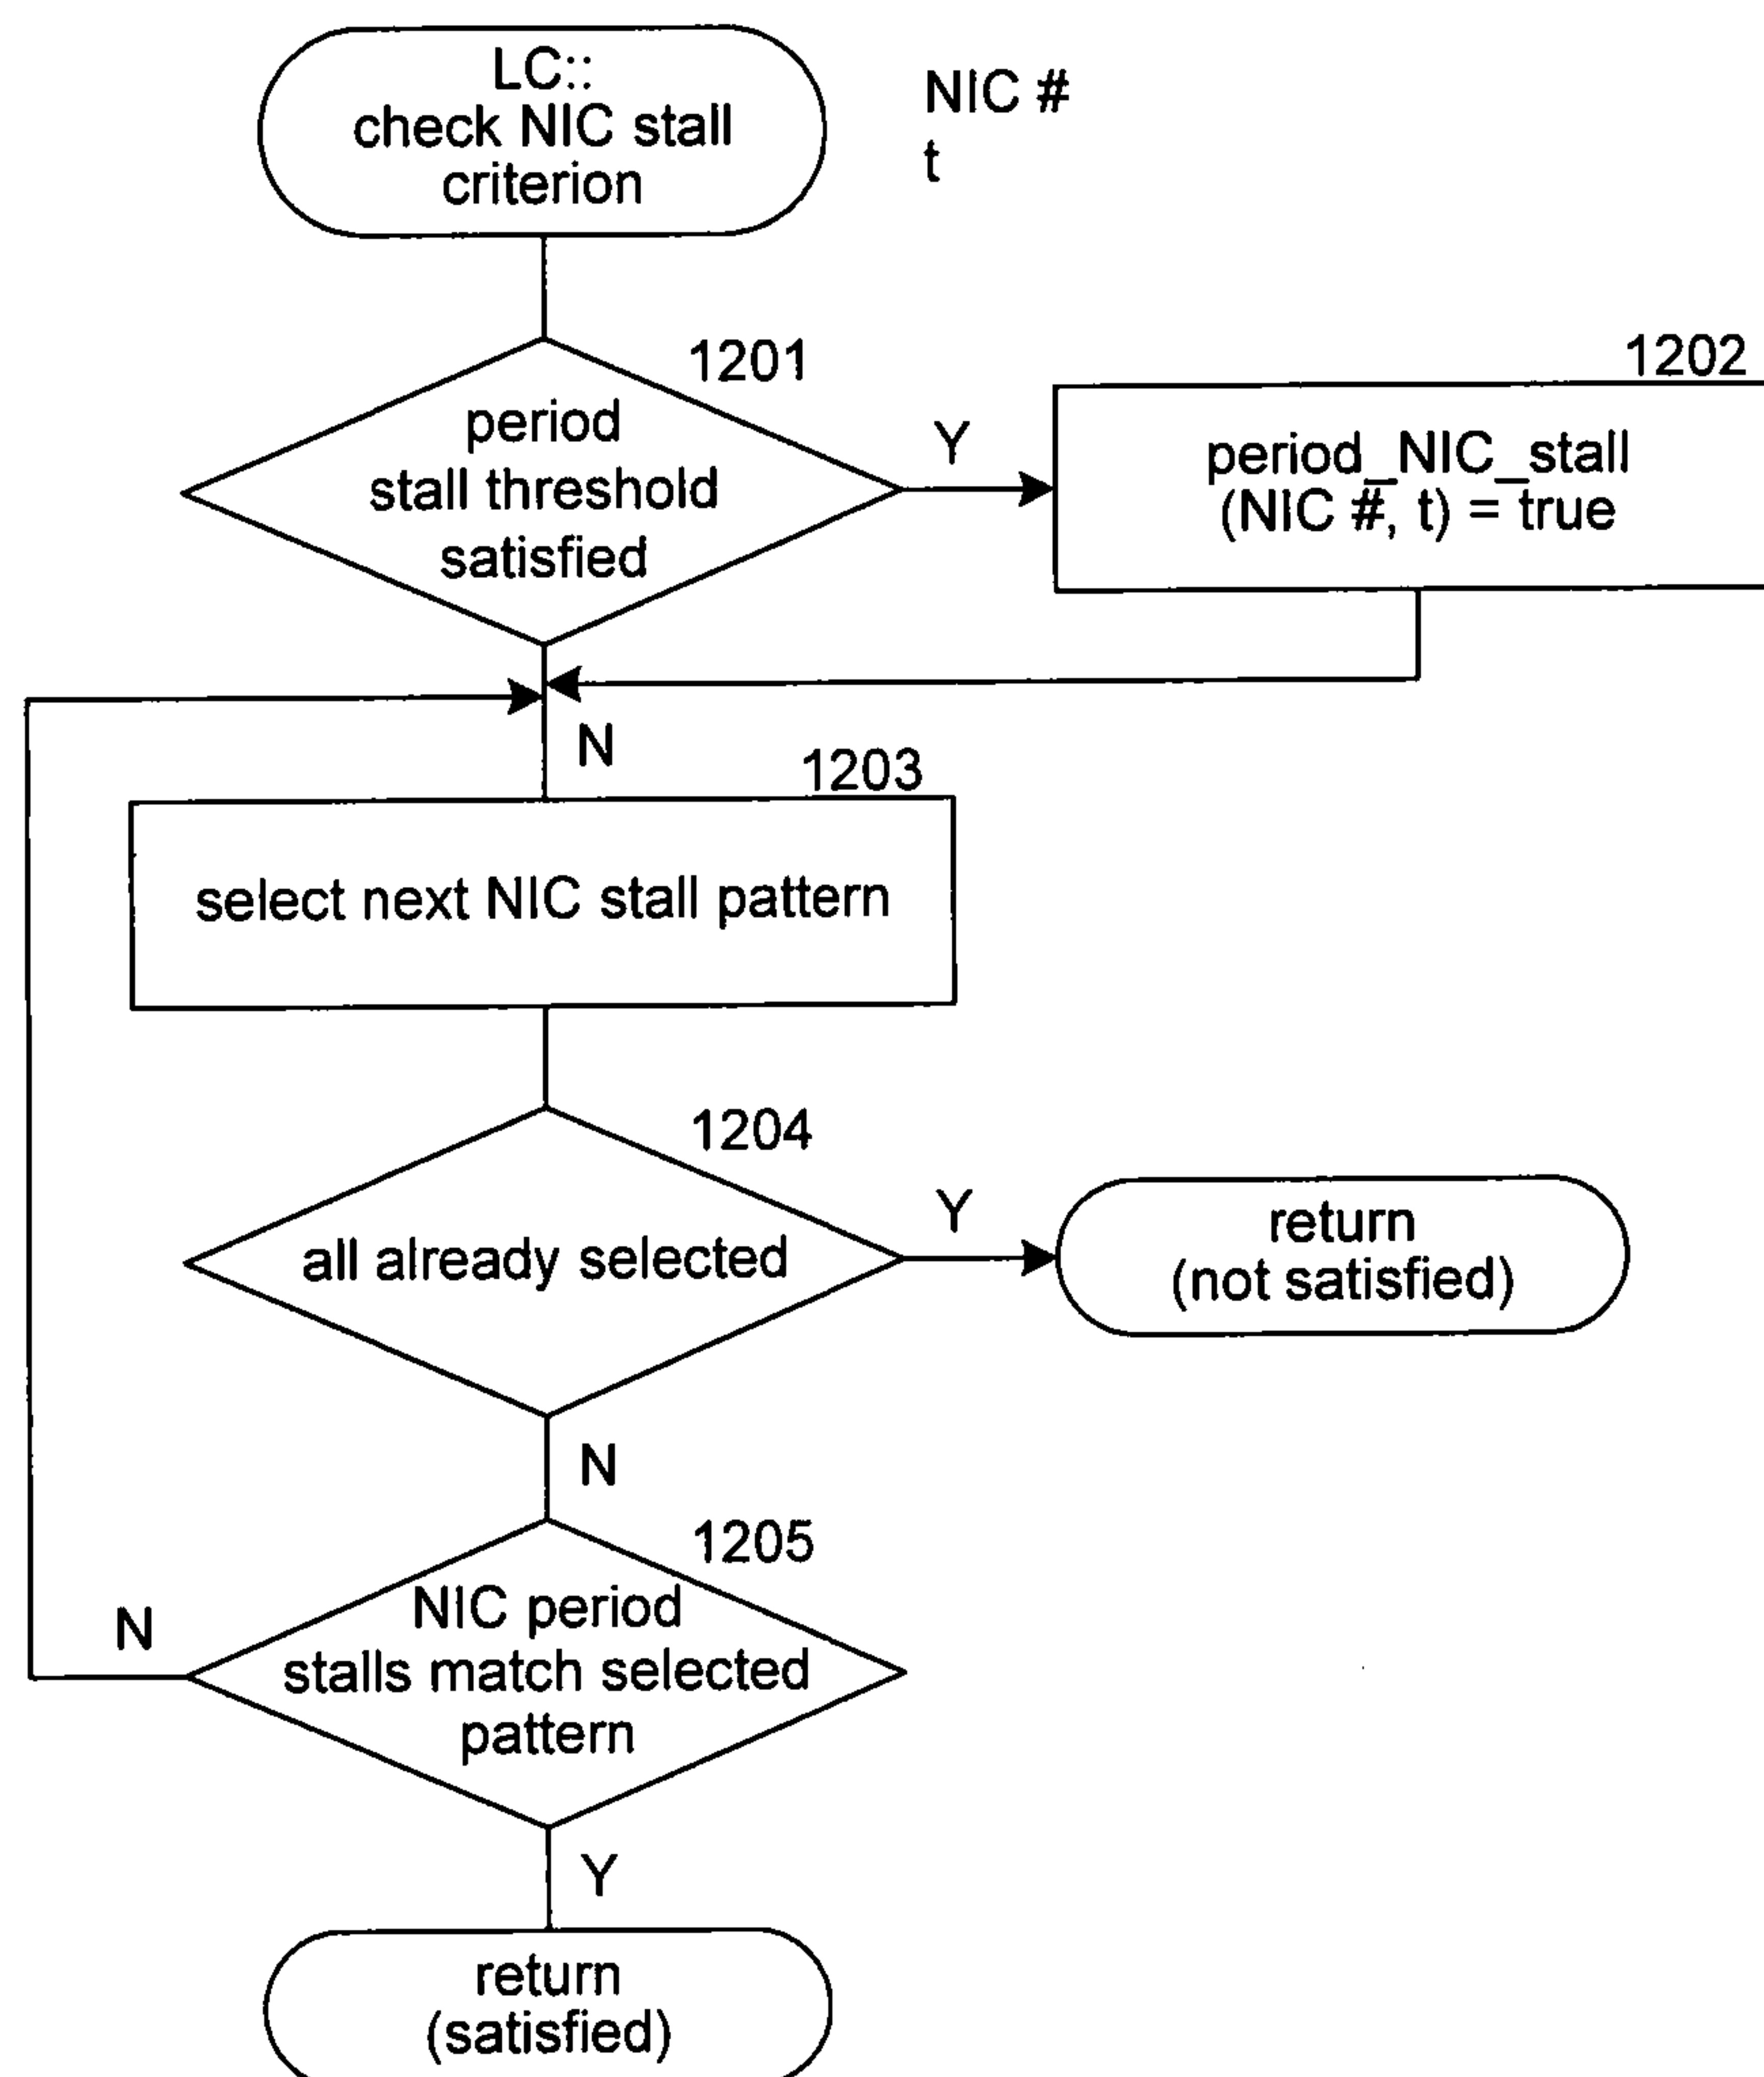 LC::
check NIC stall
criterion
NIC #
t
1201
period
stall threshold
satisfied
Y
1202
period_NIC_stall
(NIC #, t) = true
N
1203
select next NIC stall pattern
1204
all already selected
Y
return
(not satisfied)
N
1205
NIC period
stalls match selected
pattern
N
Y
return
(satisfied)